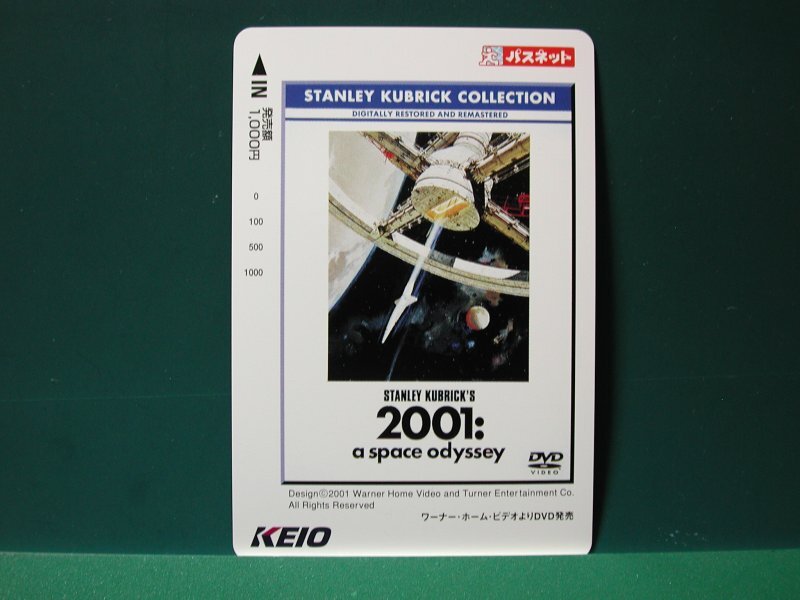 パスネット
IN
発売額
1,000円
0
100
500
1000
STANLEY KUBRICK COLLECTION
DIGITALLY RESTORED AND REMASTERED
STANLEY KUBRICK'S
2001:
a space odyssey
DVD
VIDEO
Design©2001 Warner Home Video and Turner Entertainment Co.
All Rights Reserved
ワーナー・ホーム・ビデオよりDVD発売
KEIO